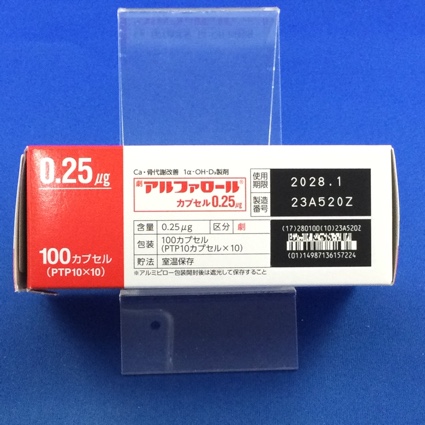 0.25μg
100カプセル
(PTP10×10)
Ca・骨代謝改善 1α-OH-D₃製剤
劇 アルファロール®
カプセル0.25μg
含量 0.25μg 区分 劇
包装 100カプセル
(PTP10カプセル×10)
貯法 室温保存
※アルミピロー包装開封後は遮光して保存すること
使用
期限 2028.1
製造
番号 23A520Z
(17)280100(10)23A520Z
(01)14987136157224